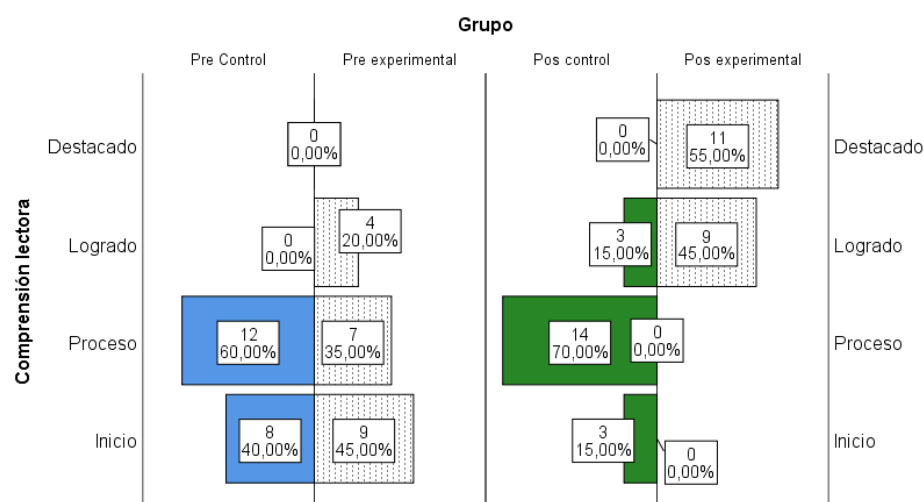 Grupo
Pre Control
Pre experimental
Pos control
Pos experimental
Comprensión lectora
Destacado
0
0,00%
0
0,00%
11
55,00%
Destacado
Logrado
0
0,00%
4
20,00%
3
15,00%
9
45,00%
Logrado
Proceso
12
60,00%
7
35,00%
14
70,00%
0
0,00%
Proceso
Inicio
8
40,00%
9
45,00%
3
15,00%
0
0,00%
Inicio